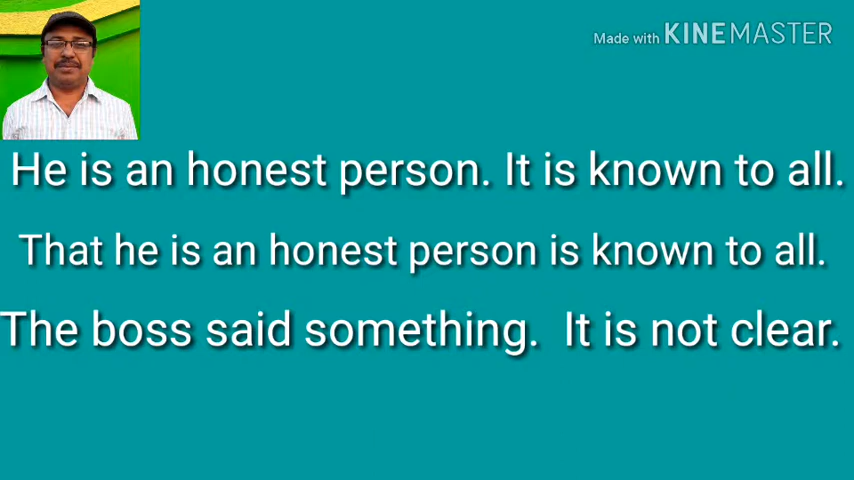 Made with KINEMASTER
He is an honest person. It is known to all.
That he is an honest person is known to all.
The boss said something. It is not clear.